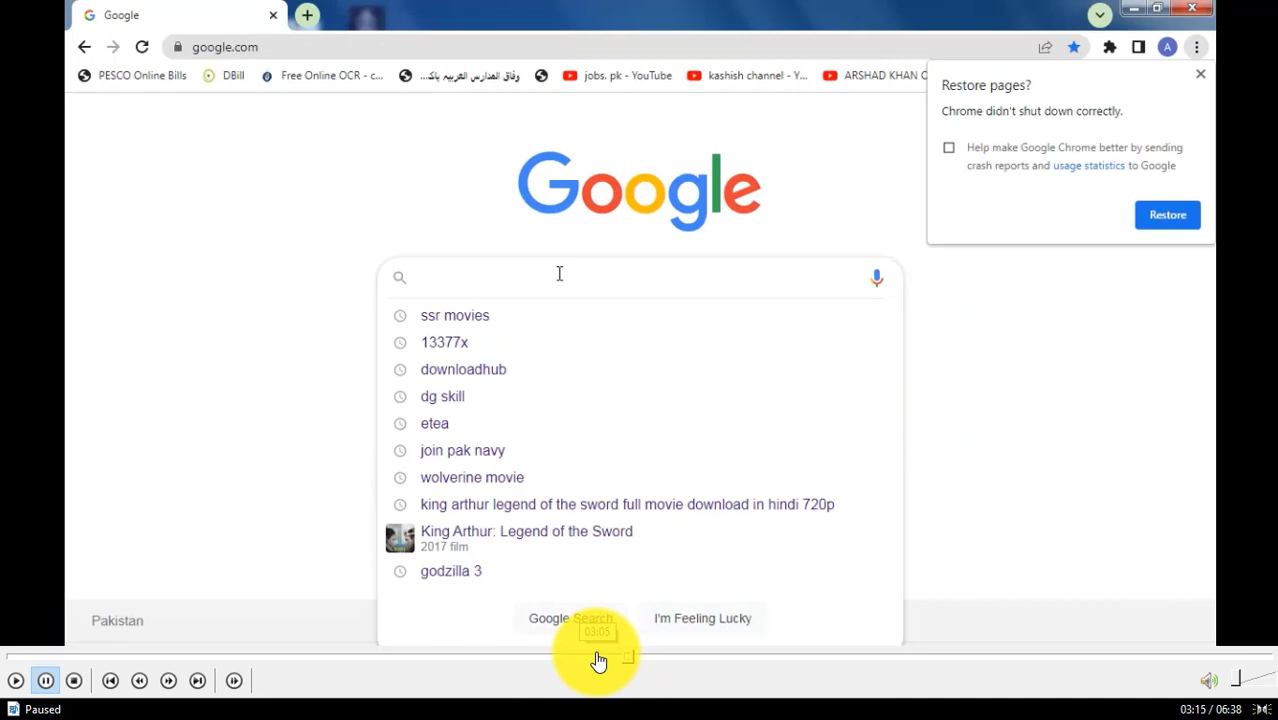 Google
google.com
PESCO Online Bills
DBill
Free Online OCR - c...
وفاق المدارس العربیہ پاک...
jobs. pk - YouTube
kashish channel - Y...
ARSHAD KHAN
Restore pages?
Chrome didn't shut down correctly.
Help make Google Chrome better by sending
crash reports and usage statistics to Google
Restore
A
Google
ssr movies
13377x
downloadhub
dg skill
etea
join pak navy
wolverine movie
king arthur legend of the sword full movie download in hindi 720p
King Arthur: Legend of the Sword
2017 film
godzilla 3
Google Search
I'm Feeling Lucky
Pakistan
03:05
Paused
03:15 / 06:38